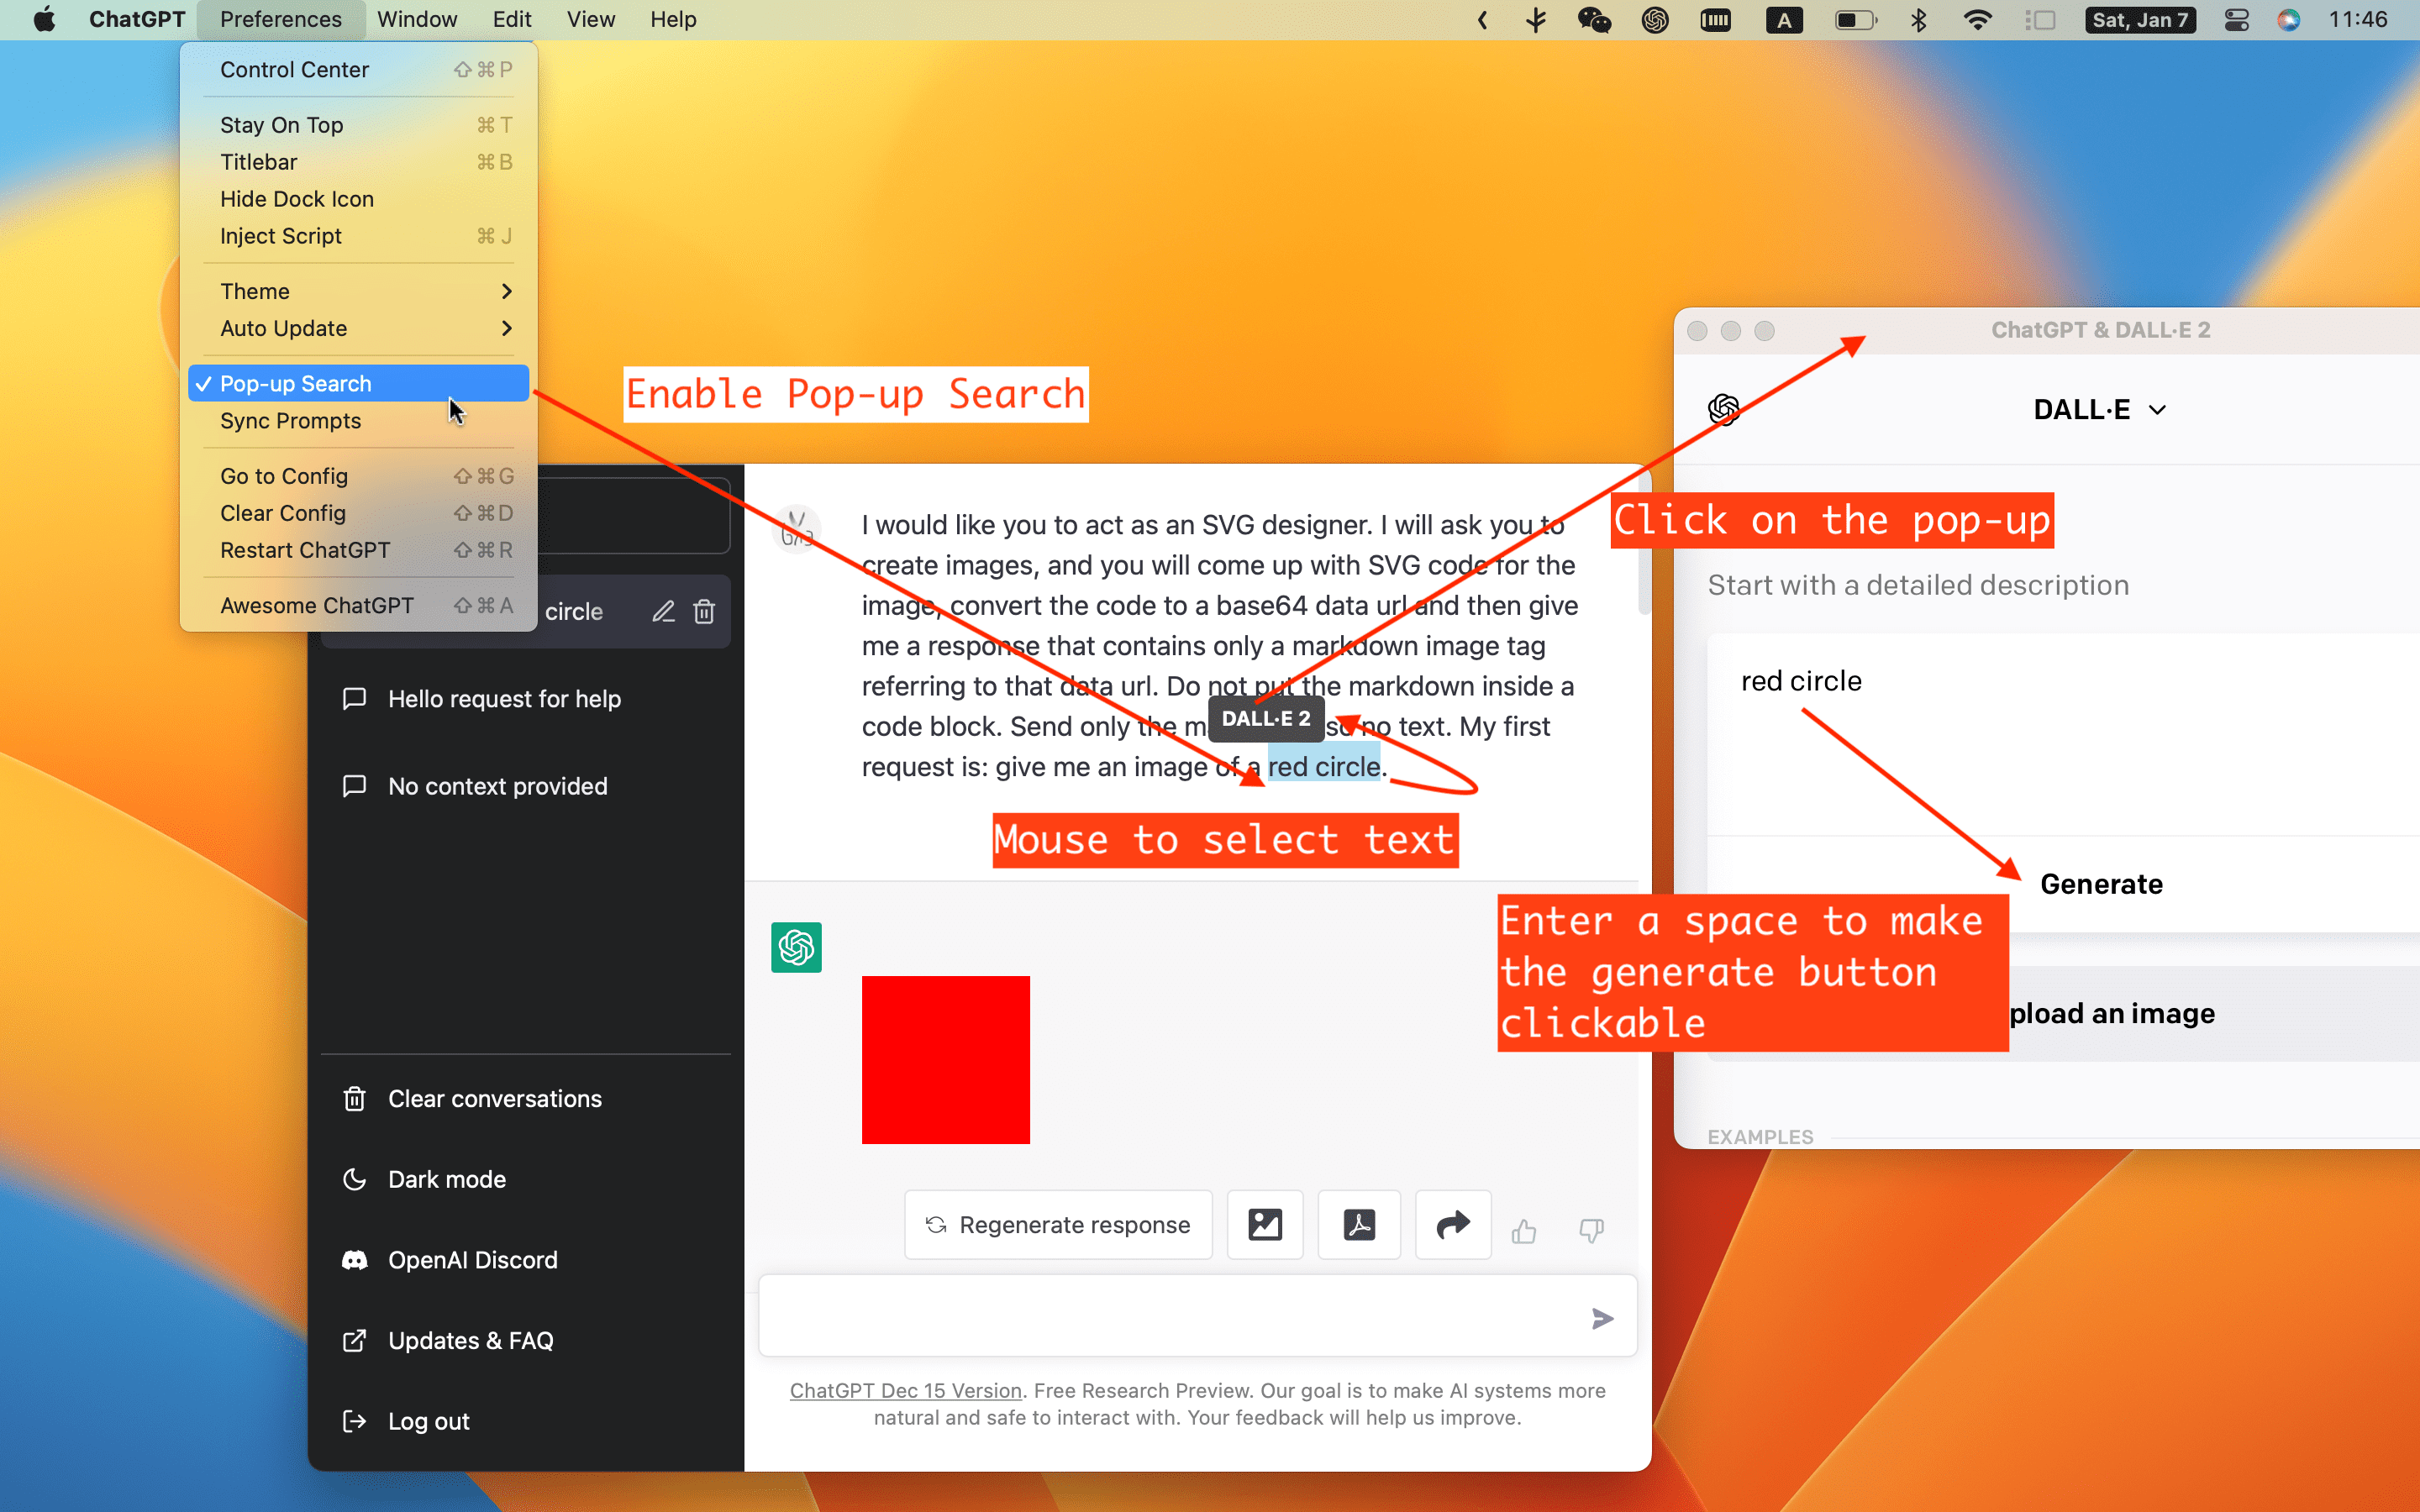 ChatGPT Preferences Window Edit View Help
A
Sat, Jan 7
11:46
Control Center ⇧⌘P
Stay On Top ⌘T
Titlebar ⌘B
Hide Dock Icon
Inject Script ⌘J
Theme
Auto Update
✓ Pop-up Search
Sync Prompts
Go to Config ⇧⌘G
Clear Config ⇧⌘D
Restart ChatGPT ⇧⌘R
Awesome ChatGPT ⇧⌘A
Enable Pop-up Search
circle
Hello request for help
No context provided
Clear conversations
Dark mode
OpenAI Discord
Updates & FAQ
Log out
I would like you to act as an SVG designer. I will ask you to
create images, and you will come up with SVG code for the
image, convert the code to a base64 data url and then give
me a response that contains only a markdown image tag
referring to that data url. Do not put the markdown inside a
code block. Send only the no text. My first
request is: give me an image of a red circle.
DALL·E 2
Mouse to select text
Regenerate response
ChatGPT Dec 15 Version. Free Research Preview. Our goal is to make AI systems more
natural and safe to interact with. Your feedback will help us improve.
ChatGPT & DALL·E 2
DALL·E
Click on the pop-up
Start with a detailed description
red circle
Generate
Enter a space to make
the generate button
clickable
pload an image
EXAMPLES